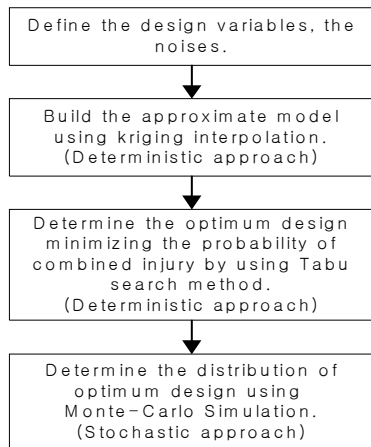 Define the design variables, the
noises.
Build the approximate model
using kriging interpolation.
(Deterministic approach)
Determine the optimum design
minimizing the probability of
combined injury by using Tabu
search method.
(Deterministic approach)
Determine the distribution of
optimum design using
Monte-Carlo Simulation.
(Stochastic approach)